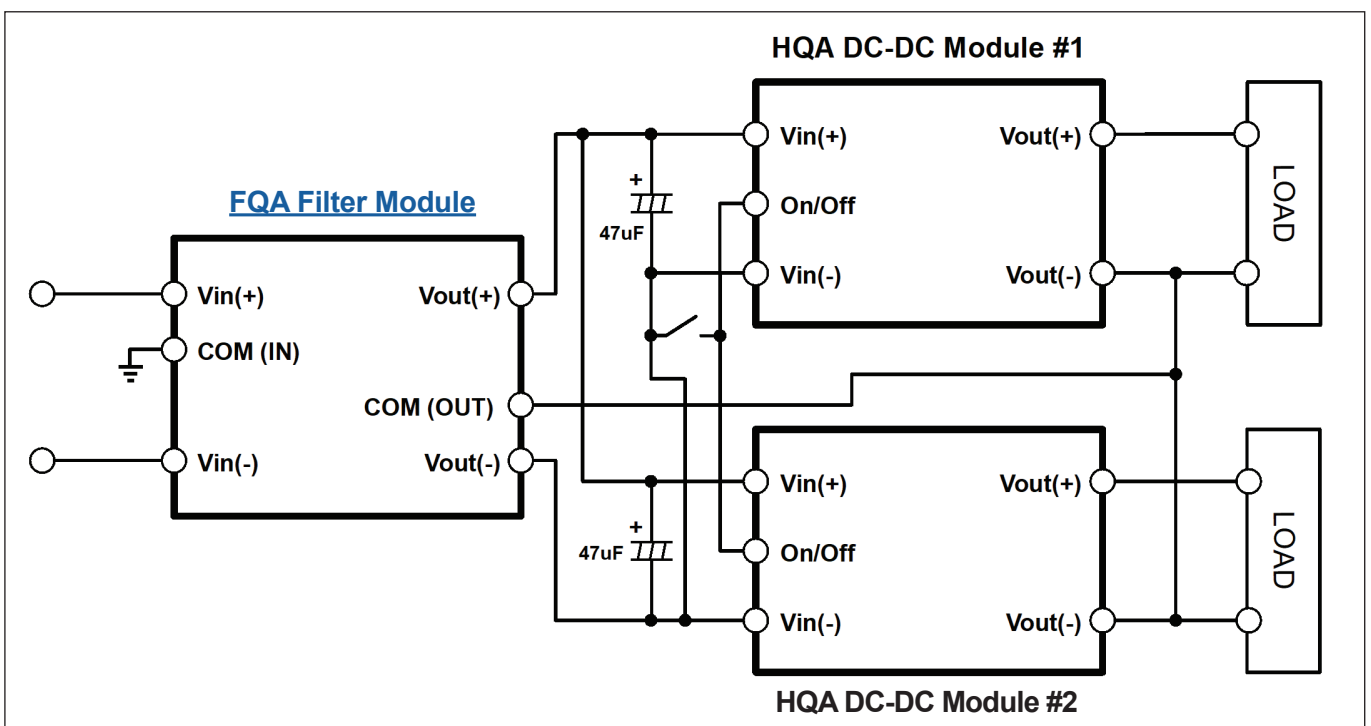 HQA DC-DC Module #1
FQA Filter Module
Vin(+)
COM (IN)
Vin(-)
Vout(+)
COM (OUT)
Vout(-)
+
47uF
+
47uF
Vin(+)
On/Off
Vin(-)
Vout(+)
Vout(-)
LOAD
Vin(+)
On/Off
Vin(-)
Vout(+)
Vout(-)
LOAD
HQA DC-DC Module #2